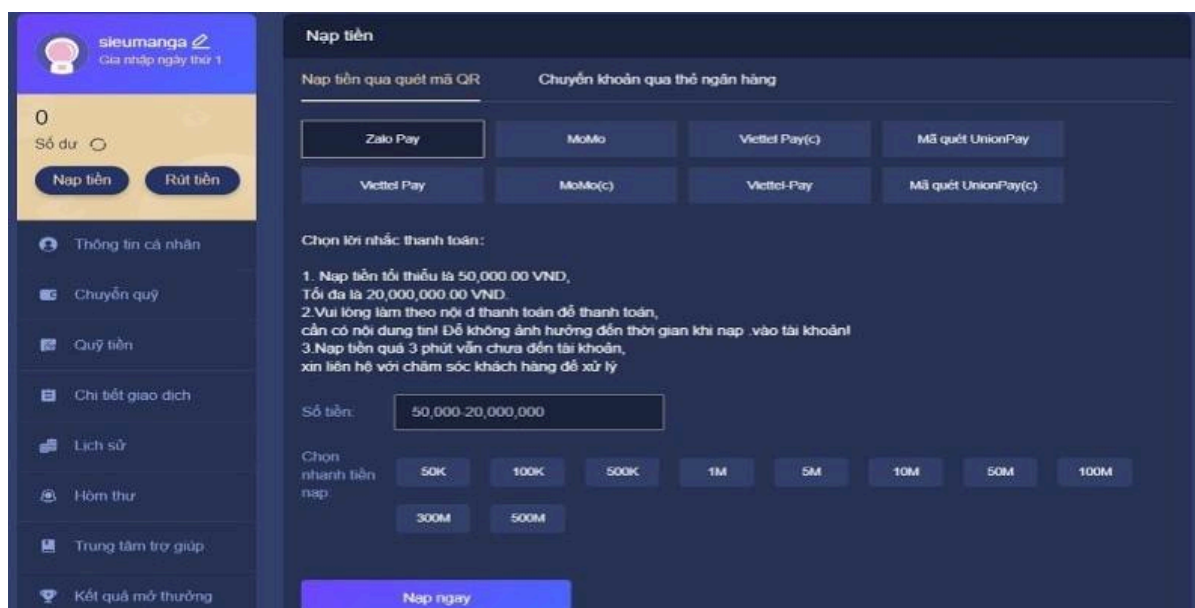 sieumanga
Gia nhập ngày thứ 1
0
Số dư
Nạp tiền
Rút tiền
Thông tin cá nhân
Chuyển quỹ
Quỹ tiền
Chi tiết giao dịch
Lịch sử
Hòm thư
Trung tâm trợ giúp
Kết quả mở thưởng
Nạp tiền
Nạp tiền qua quét mã QR
Chuyển khoản qua thẻ ngân hàng
Zalo Pay
MoMo
Viettel Pay(c)
Mã quét UnionPay
Viettel Pay
MoMo(c)
Viettel-Pay
Mã quét UnionPay(c)
Chọn lời nhắc thanh toán:
1. Nạp tiền tối thiểu là 50,000.00 VND,
Tối đa là 20,000,000.00 VND.
2.Vui lòng làm theo nội d thanh toán để thanh toán,
cần có nội dung tin! Để không ảnh hưởng đến thời gian khi nạp .vào tài khoản!
3.Nạp tiền quá 3 phút vẫn chưa đến tài khoản,
xin liên hệ với chăm sóc khách hàng để xử lý
Số tiền:
50,000-20,000,000
Chọn
nhanh tiền
nạp:
50K
100K
500K
1M
5M
10M
50M
100M
300M
500M
Nạp ngay